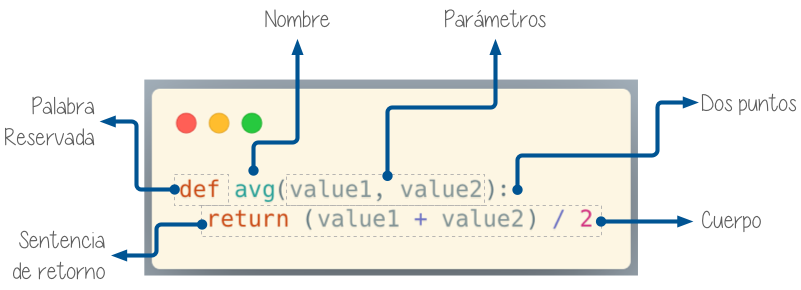 Nombre
Parámetros
Palabra
Reservada
Dos puntos
def avg(value1, value2):
return (value1 + value2) / 2
Cuerpo
Sentencia
de retorno